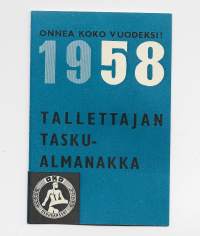 ONNEA KOKO VUODEKSI!
1958
TALLETTAJAN
TASKU-
ALMANAKKA
OKO